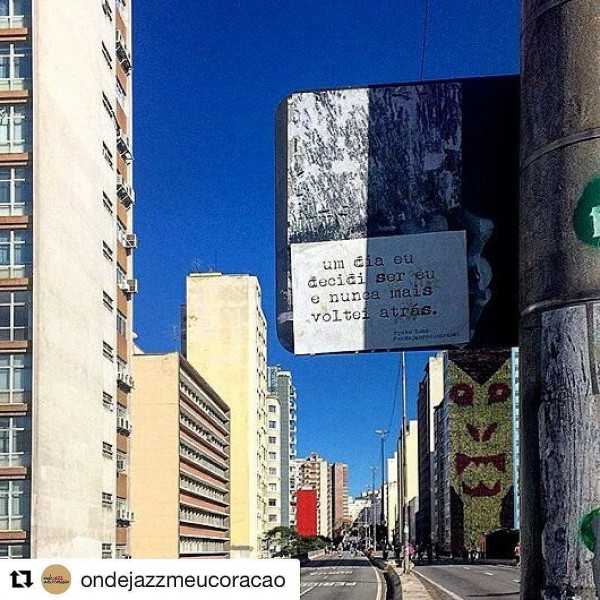 um dia eu
decidi ser eu
e nunca mais
voltei atrás.
ondejazzmeucoracao